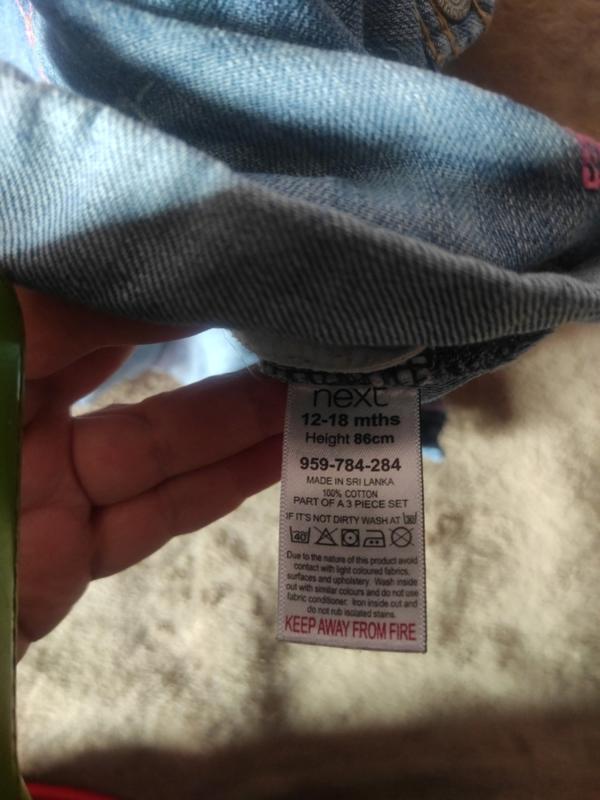 next
12-18 mths
Height 86cm
959-784-284
MADE IN SRI LANKA
100% COTTON
PART OF A 3 PIECE SET
IF IT'S NOT DIRTY WASH AT 30
40
Due to the nature of this product avoid
contact with light coloured fabrics,
surfaces and upholstery. Wash inside
out with similar colours and do not use
fabric conditioner. Iron inside out and
do not rub isolated stains.
KEEP AWAY FROM FIRE